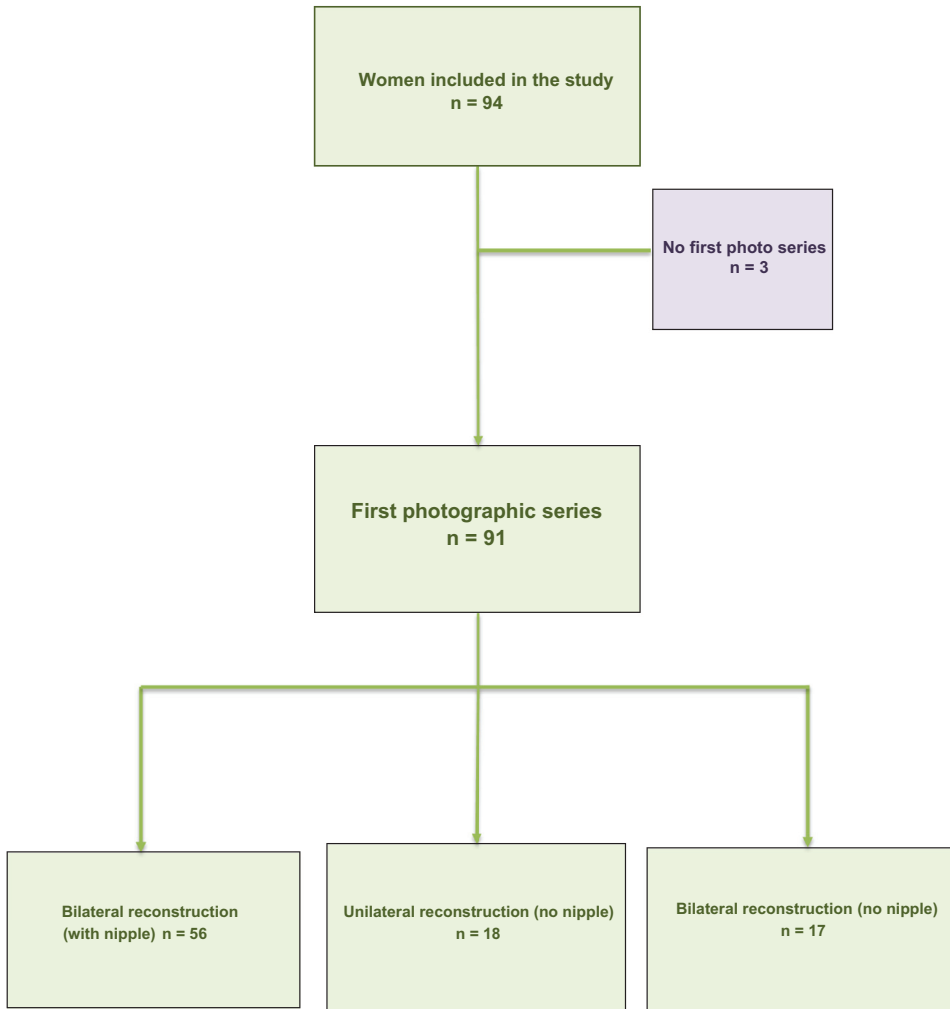 Women included in the study
n = 94
No first photo series
n = 3
First photographic series
n = 91
Bilateral reconstruction
(with nipple) n = 56
Unilateral reconstruction (no nipple)
n = 18
Bilateral reconstruction (no nipple)
n = 17